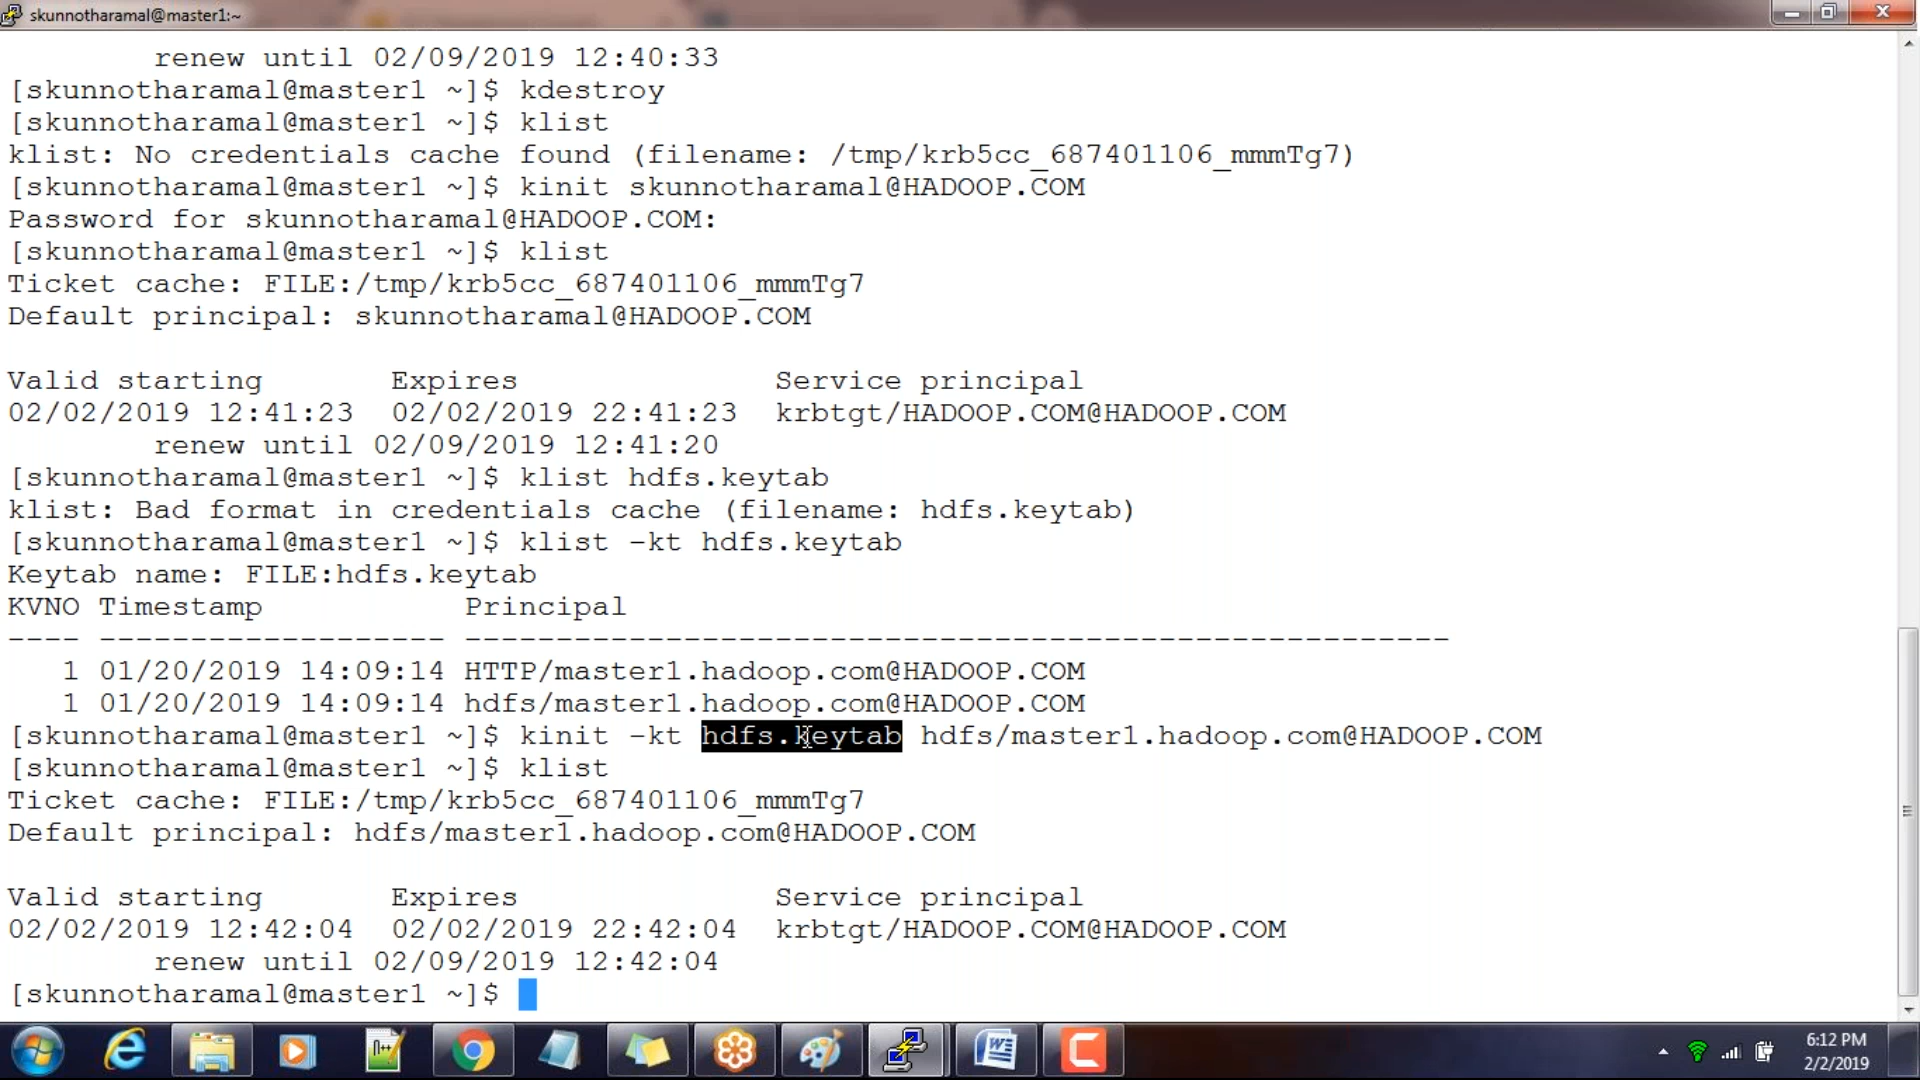 skunnotharamal@master1:~
renew until 02/09/2019 12:40:33
[skunnotharamal@master1 ~]$ kdestroy
[skunnotharamal@master1 ~]$ klist
klist: No credentials cache found (filename: /tmp/krb5cc_687401106_mmmTg7)
[skunnotharamal@master1 ~]$ kinit skunnotharamal@HADOOP.COM
Password for skunnotharamal@HADOOP.COM:
[skunnotharamal@master1 ~]$ klist
Ticket cache: FILE:/tmp/krb5cc_687401106_mmmTg7
Default principal: skunnotharamal@HADOOP.COM
Valid starting Expires Service principal
02/02/2019 12:41:23 02/02/2019 22:41:23 krbtgt/HADOOP.COM@HADOOP.COM
renew until 02/09/2019 12:41:20
[skunnotharamal@master1 ~]$ klist hdfs.keytab
klist: Bad format in credentials cache (filename: hdfs.keytab)
[skunnotharamal@master1 ~]$ klist -kt hdfs.keytab
Keytab name: FILE:hdfs.keytab
KVNO Timestamp Principal
---- ------------------- ------------------------------------------------------
1 01/20/2019 14:09:14 HTTP/master1.hadoop.com@HADOOP.COM
1 01/20/2019 14:09:14 hdfs/master1.hadoop.com@HADOOP.COM
[skunnotharamal@master1 ~]$ kinit -kt hdfs.keytab hdfs/master1.hadoop.com@HADOOP.COM
[skunnotharamal@master1 ~]$ klist
Ticket cache: FILE:/tmp/krb5cc_687401106_mmmTg7
Default principal: hdfs/master1.hadoop.com@HADOOP.COM
Valid starting Expires Service principal
02/02/2019 12:42:04 02/02/2019 22:42:04 krbtgt/HADOOP.COM@HADOOP.COM
renew until 02/09/2019 12:42:04
[skunnotharamal@master1 ~]$
6:12 PM
2/2/2019